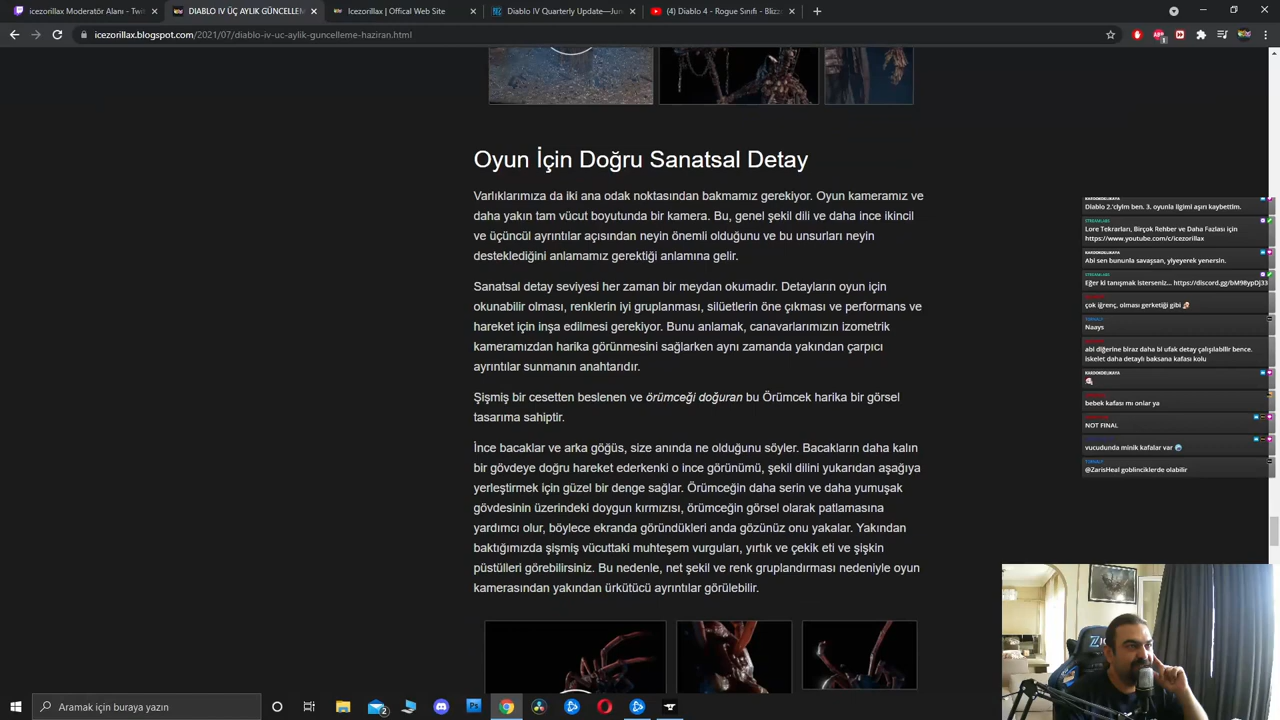 icezorillax Moderatör Alanı - Twit
DIABLO IV ÜÇ AYLIK GÜNCELLEME
Icezorillax | Offical Web Site
Diablo IV Quarterly Update—Jun
(4) Diablo 4 - Rogue Sınıfı - Blizz
icezorillax.blogspot.com/2021/07/diablo-iv-uc-aylik-guncelleme-haziran.html
Oyun İçin Doğru Sanatsal Detay
Varlıklarımıza da iki ana odak noktasından bakmamız gerekiyor. Oyun kameramız ve
daha yakın tam vücut boyutunda bir kamera. Bu, genel şekil dili ve daha ince ikincil
ve üçüncül ayrıntılar açısından neyin önemli olduğunu ve bu unsurları neyin
desteklediğini anlamamız gerektiği anlamına gelir.
Sanatsal detay seviyesi her zaman bir meydan okumadır. Detayların oyun için
okunabilir olması, renklerin iyi gruplanması, silüetlerin öne çıkması ve performans ve
hareket için inşa edilmesi gerekiyor. Bunu anlamak, canavarlarımızın izometrik
kameramızdan harika görünmesini sağlarken aynı zamanda yakından çarpıcı
ayrıntılar sunmanın anahtarıdır.
Şişmiş bir cesetten beslenen ve örümceği doğuran bu Örümcek harika bir görsel
tasarıma sahiptir.
İnce bacaklar ve arka göğüs, size anında ne olduğunu söyler. Bacakların daha kalın
bir gövdeye doğru hareket ederkenki o ince görünümü, şekil dilini yukarıdan aşağıya
yerleştirmek için güzel bir denge sağlar. Örümceğin daha serin ve daha yumuşak
gövdesinin üzerindeki doygun kırmızısı, örümceğin görsel olarak patlamasına
yardımcı olur, böylece ekranda göründükleri anda gözünüz onu yakalar. Yakından
baktığımızda şişmiş vücuttaki muhteşem vurguları, yırtık ve çekik eti ve şişkin
püstülleri görebilirsiniz. Bu nedenle, net şekil ve renk gruplandırması nedeniyle oyun
kamerasından yakından ürkütücü ayrıntılar görülebilir.
KARDOKDELIKAYA
Diablo 2.'ciyim ben. 3. oyunla ilgimi aşırı kaybettim.
STREAMLABS
Lore Tekrarları, Birçok Rehber ve Daha Fazlası için
https://www.youtube.com/c/icezorillax
KARDOKDELIKAYA
Abi sen bununla savaşsan, yiyeyerek yenersin.
STREAMLABS
Eğer ki tanışmak isterseniz... https://discord.gg/bM98ypDj33
çok iğrenç, olması gerketiği gibi
Naays
abi diğerine biraz daha bi ufak detay çalışılabilir bence.
iskelet daha detaylı baksana kafası kolu
KARDOKDELIKAYA
bebek kafası mı onlar ya
NOT FINAL
vucudunda minik kafalar var
@ZarisHeal goblinciklerde olabilir
Aramak için buraya yazın